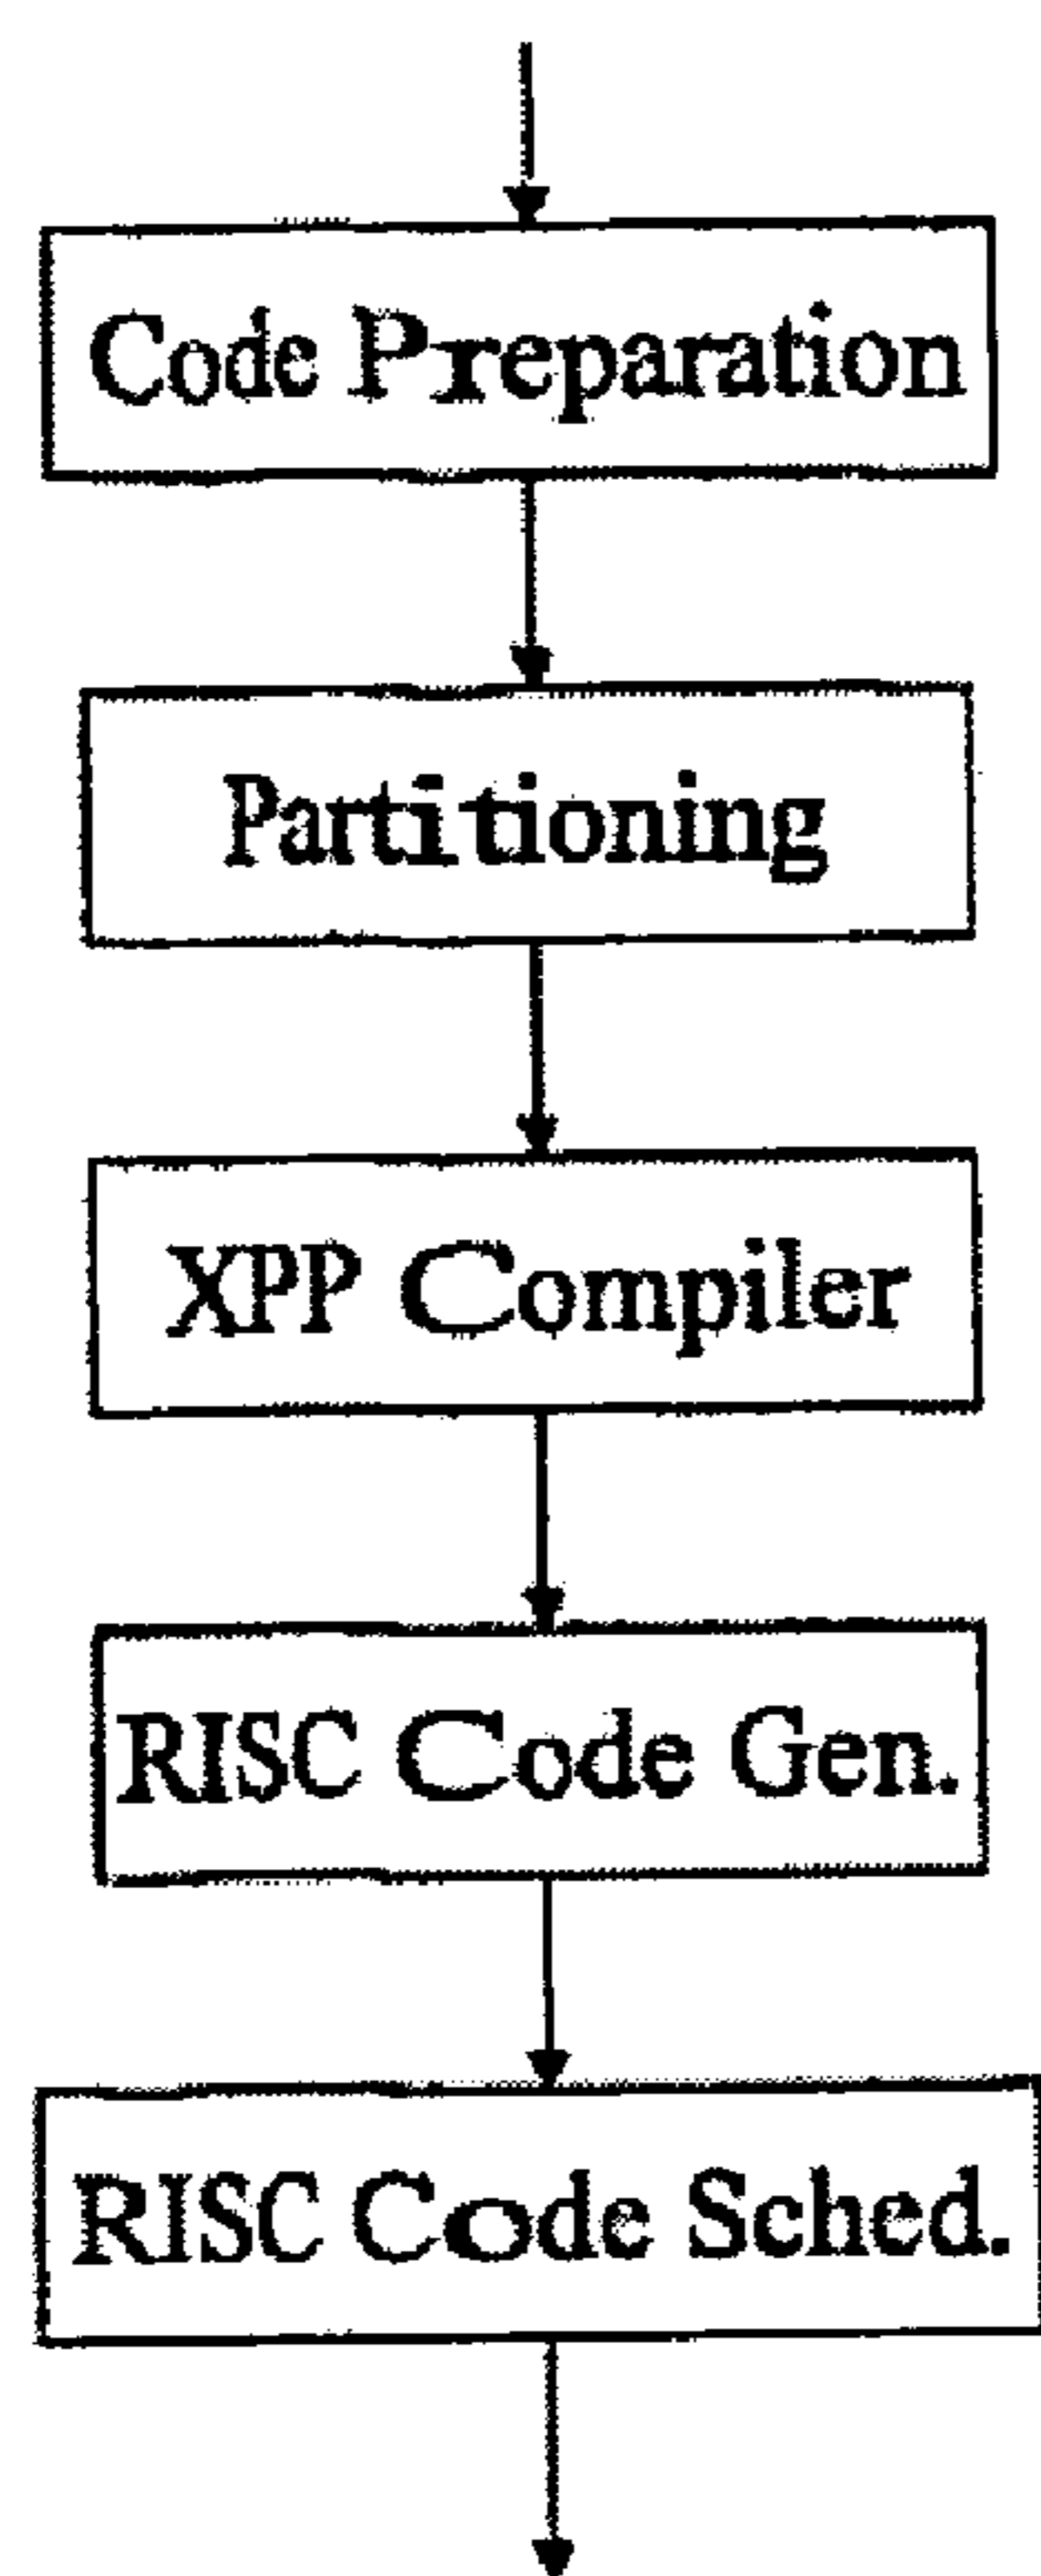 Code Preparation
Partitioning
XPP Compiler
RISC Code Gen.
RISC Code Sched.